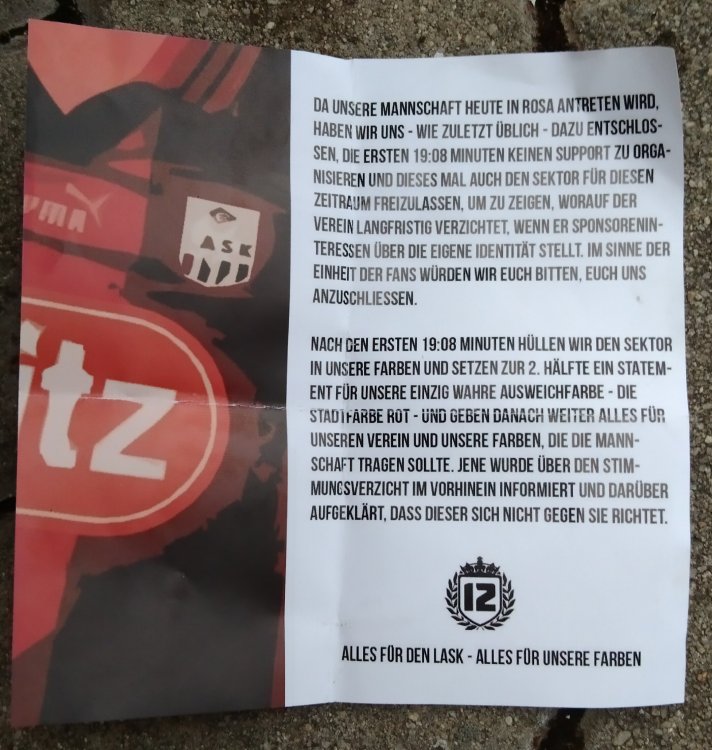 UMA
ASK
itz
DA UNSERE MANNSCHAFT HEUTE IN ROSA ANTRETEN WIRD,
HABEN WIR UNS - WIE ZULETZT ÜBLICH - DAZU ENTSCHLOS-
SEN, DIE ERSTEN 19:08 MINUTEN KEINEN SUPPORT ZU ORGA-
NISIEREN UND DIESES MAL AUCH DEN SEKTOR FÜR DIESEN
ZEITRAUM FREIZULASSEN, UM ZU ZEIGEN, WORAUF DER
VEREIN LANGFRISTIG VERZICHTET, WENN ER SPONSORENIN-
TERESSEN ÜBER DIE EIGENE IDENTITÄT STELLT. IM SINNE DER
EINHEIT DER FANS WÜRDEN WIR EUCH BITTEN, EUCH UNS
ANZUSCHLIESSEN.
NACH DEN ERSTEN 19:08 MINUTEN HÜLLEN WIR DEN SEKTOR
IN UNSERE FARBEN UND SETZEN ZUR 2. HÄLFTE EIN STATEM-
ENT FÜR UNSERE EINZIG WAHRE AUSWEICHFARBE - DIE
STADTFARBE ROT - UND GEBEN DANACH WEITER ALLES FÜR
UNSEREN VEREIN UND UNSERE FARBEN, DIE DIE MANN-
SCHAFT TRAGEN SOLLTE. JENE WURDE ÜBER DEN STIM-
MUNGSVERZICHT IM VORHINEIN INFORMIERT UND DARÜBER
AUFGEKLÄRT, DASS DIESER SICH NICHT GEGEN SIE RICHTET.
12
ALLES FÜR DEN LASK - ALLES FÜR UNSERE FARBEN